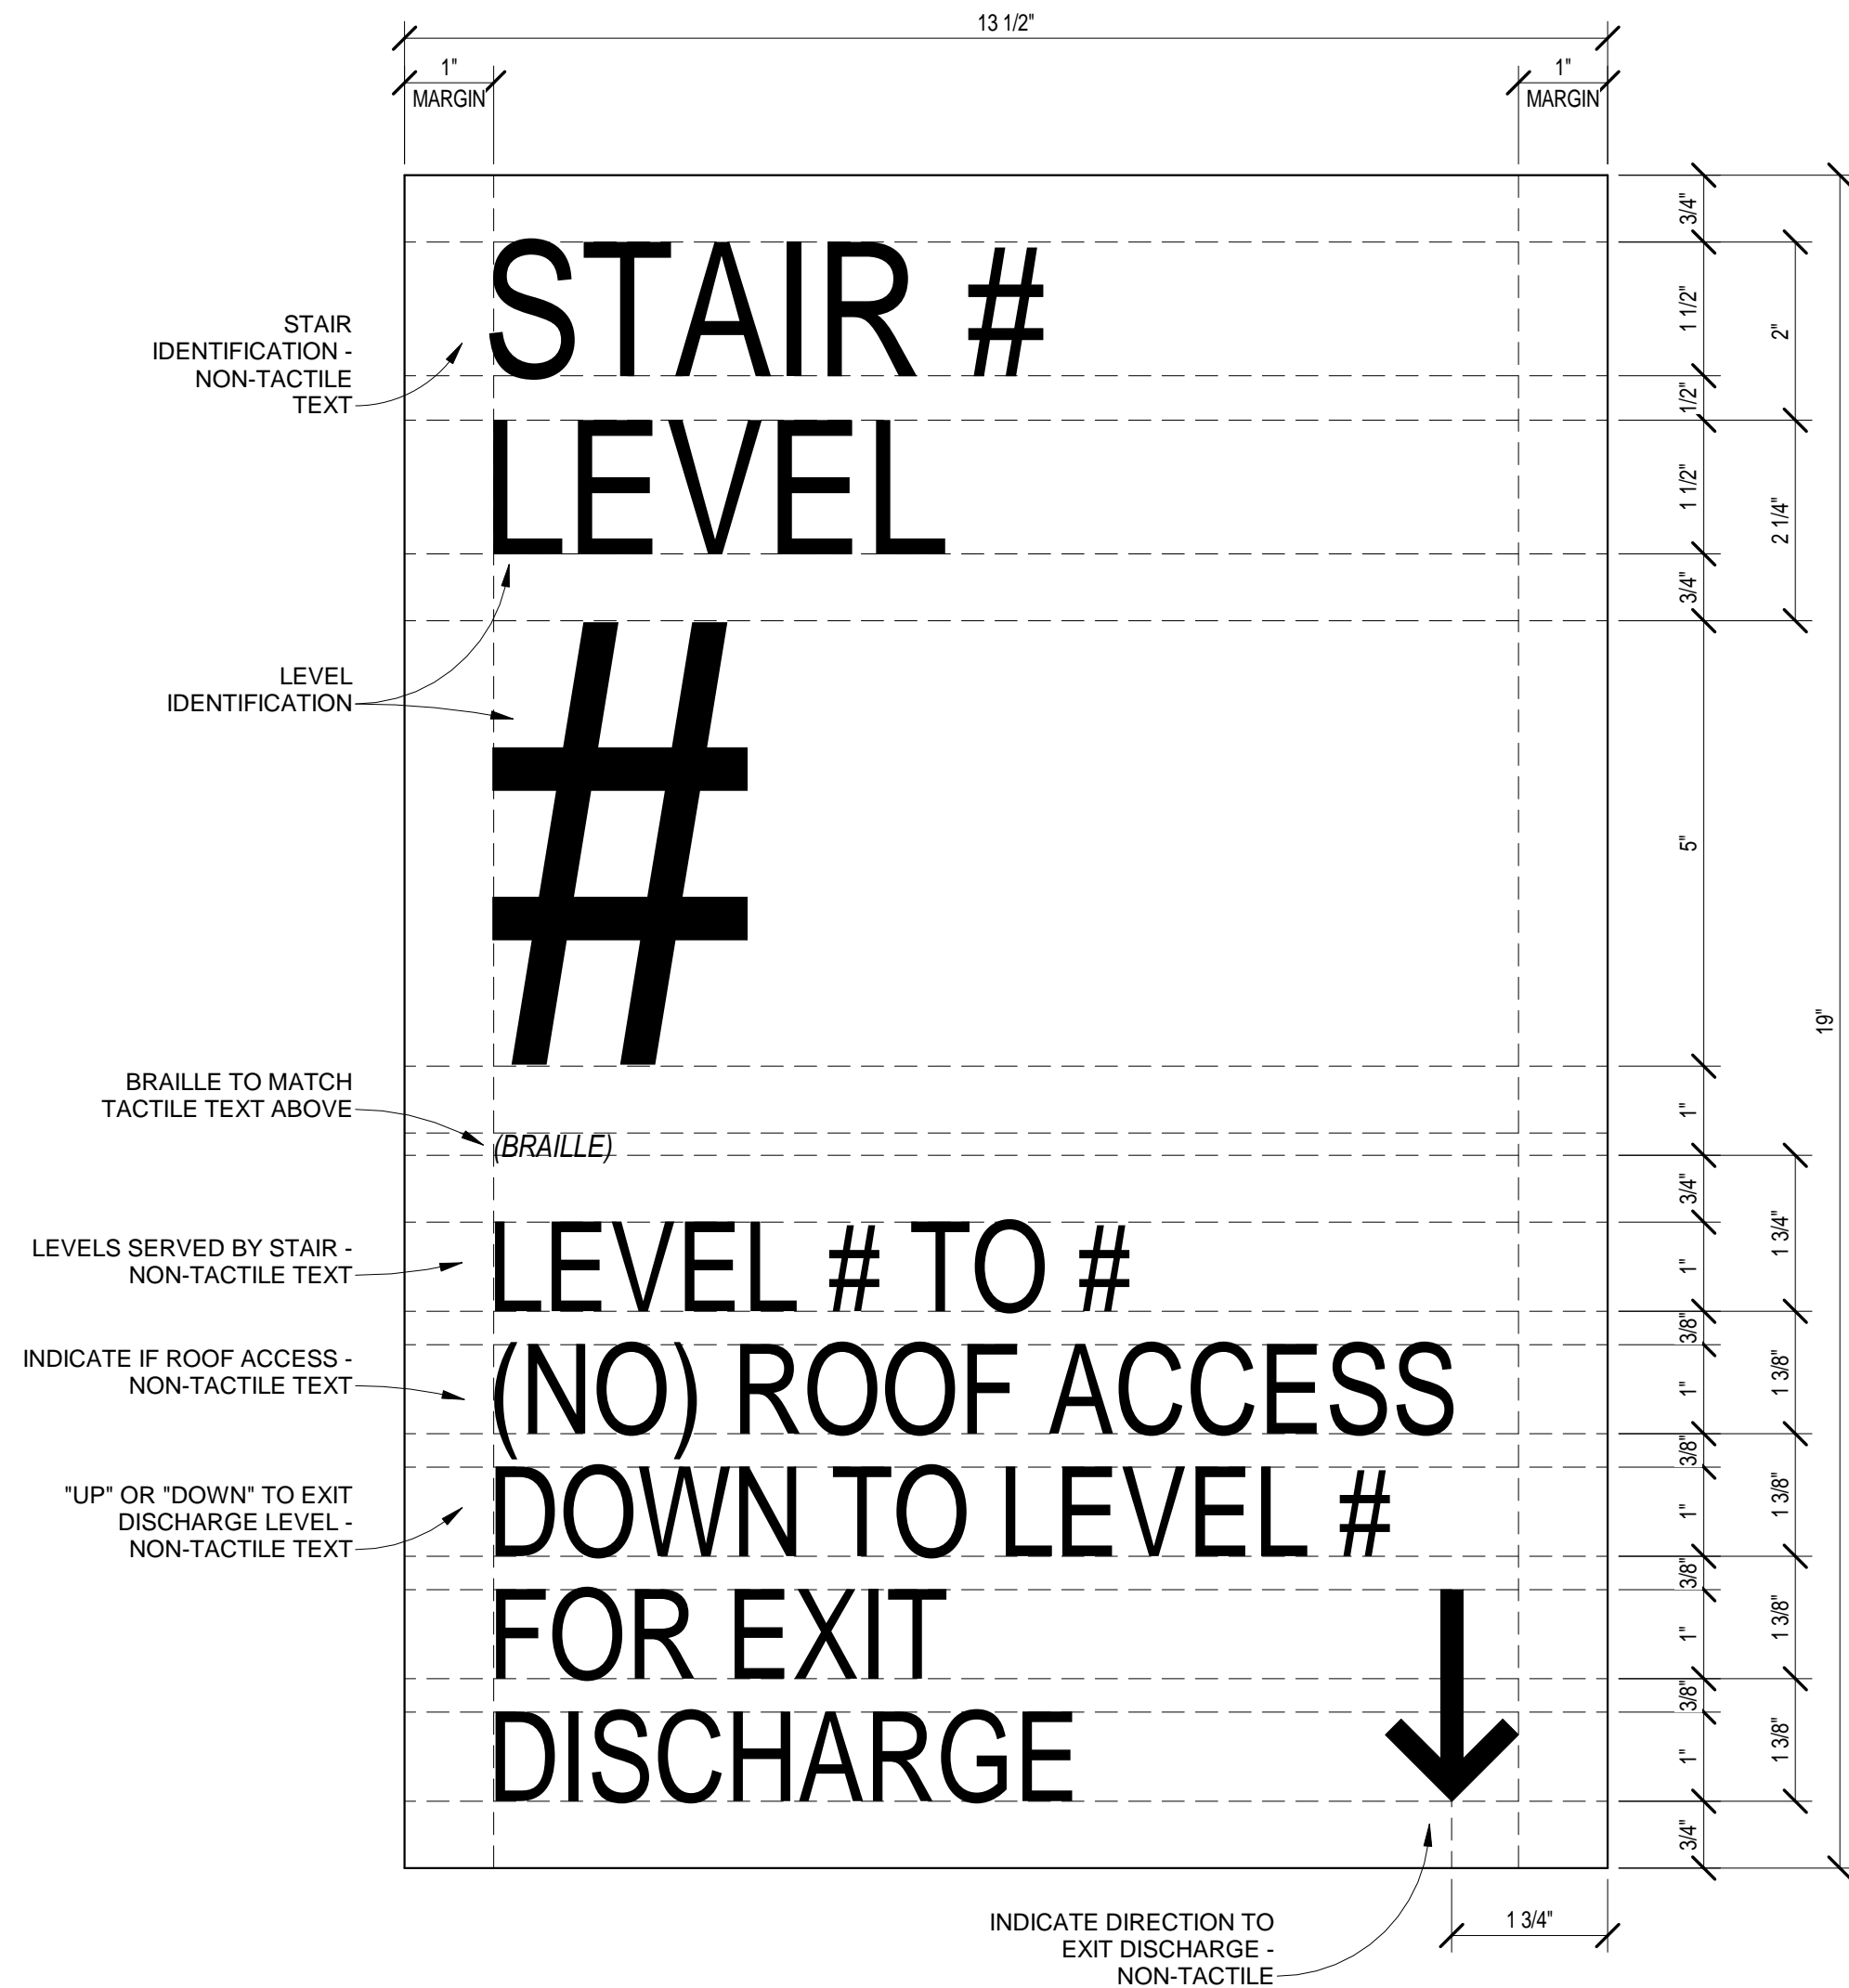 13 1/2"
1"
MARGIN
1"
MARGIN
STAIR #
LEVEL
#
(BRAILLE)
LEVEL # TO #
(NO) ROOF ACCESS
DOWN TO LEVEL #
FOR EXIT
DISCHARGE
STAIR
IDENTIFICATION -
NON-TACTILE
TEXT
LEVEL
IDENTIFICATION
BRAILLE TO MATCH
TACTILE TEXT ABOVE
LEVELS SERVED BY STAIR -
NON-TACTILE TEXT
INDICATE IF ROOF ACCESS -
NON-TACTILE TEXT
"UP" OR "DOWN" TO EXIT
DISCHARGE LEVEL -
NON-TACTILE TEXT
INDICATE DIRECTION TO
EXIT DISCHARGE -
NON-TACTILE
3/4"
1 1/2"
1/2"
1 1/2"
3/4"
5"
1"
3/4"
1"
3/8"
1"
3/8"
1"
3/8"
1"
3/8"
1"
3/4"
2"
2 1/4"
1 3/4"
1 3/8"
1 3/8"
1 3/8"
1 3/8"
19"
1 3/4"